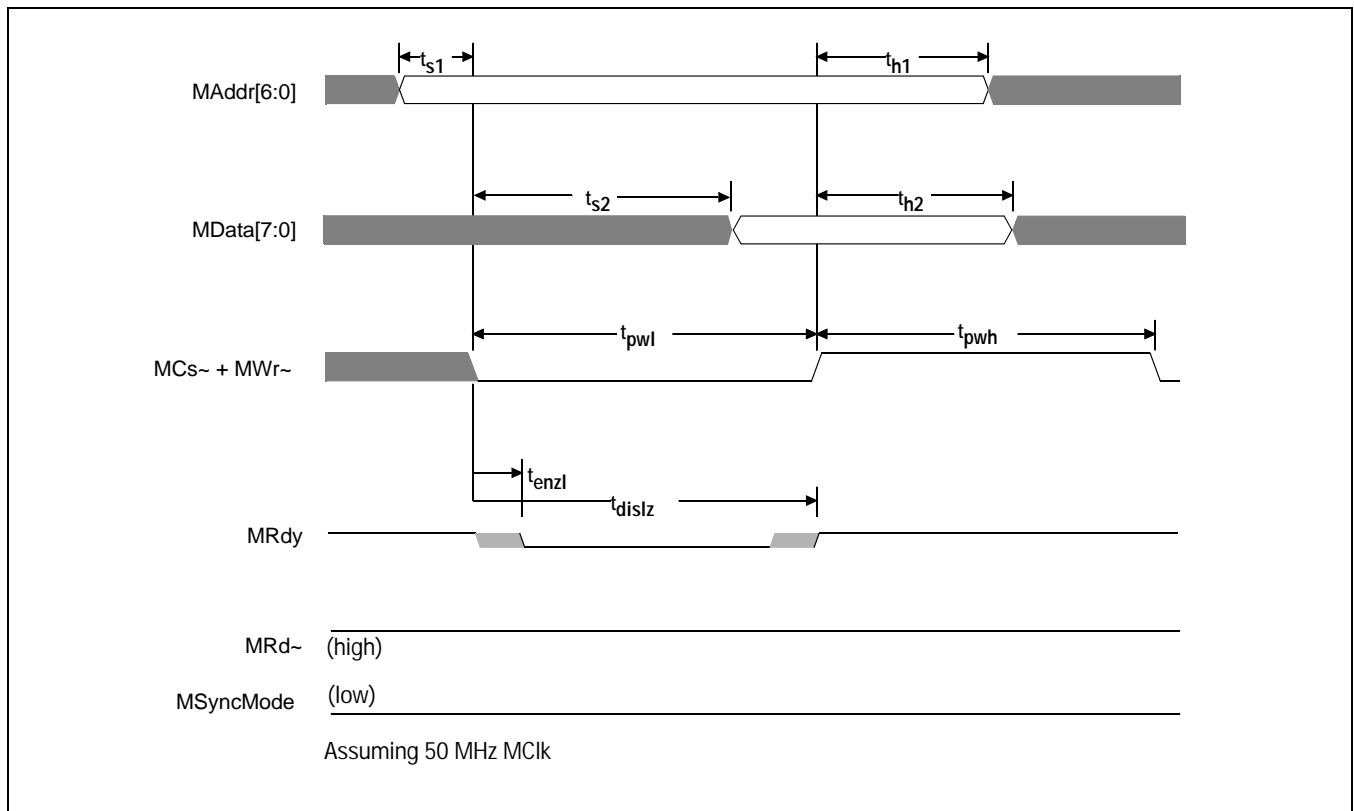 ts1
th1
MAddr[6:0]
ts2
th2
MData[7:0]
tpwl
tpwh
MCs~ + MWr~
tenzl
tdislz
MRdy
MRd~ (high)
MSyncMode (low)
Assuming 50 MHz MClk